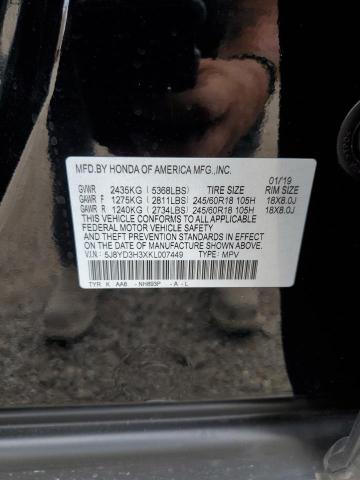 MFD.BY HONDA OF AMERICA MFG.,INC. 01/19
GVWR 2435KG (5368LBS) TIRE SIZE RIM SIZE
GAWR F 1275KG (2811LBS) 245/60R18 105H 18X8.0J
GAWR R 1240KG (2734LBS) 245/60R18 105H 18X8.0J
THIS VEHICLE CONFORMS TO ALL APPLICABLE
FEDERAL MOTOR VEHICLE SAFETY
AND THEFT PREVENTION STANDARDS IN EFFECT
ON THE DATE OF MANUFACTURE SHOWN ABOVE.
V.I.N.: 5J8YD3H3XKL007449 TYPE: MPV
TYR K AA6 -NH893P -A -L